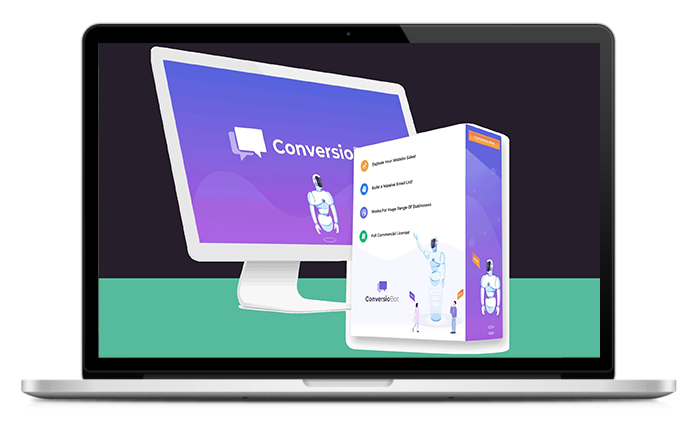 Conversio
Explode Your Website Sales!
Build A Massive Email List!
Works For Huge Range Of Businesses
Full Commercial License!
ConversioBot